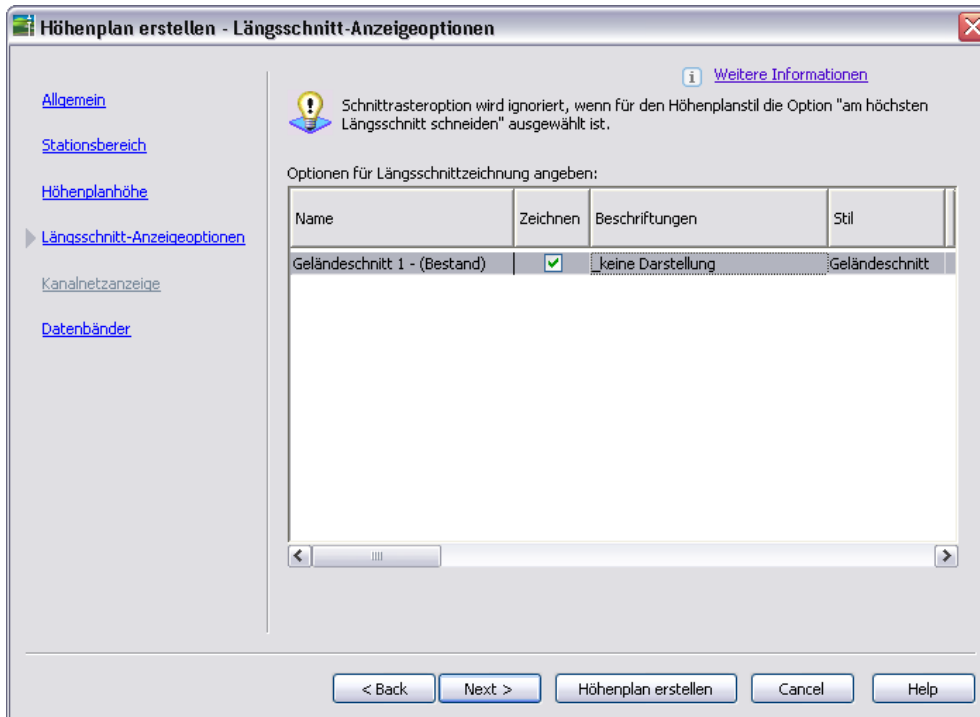 Höhenplan erstellen - Längsschnitt-Anzeigeoptionen
Allgemein
Stationsbereich
Höhenplanhöhe
Längsschnitt-Anzeigeoptionen
Kanalnetzanzeige
Datenbänder
i Weitere Informationen
Schnittrasteroption wird ignoriert, wenn für den Höhenplanstil die Option "am höchsten
Längsschnitt schneiden" ausgewählt ist.
Optionen für Längsschnittzeichnung angeben:
Name Zeichnen Beschriftungen Stil
Geländeschnitt 1 - (Bestand) _keine Darstellung Geländeschnitt
< Back Next > Höhenplan erstellen Cancel Help